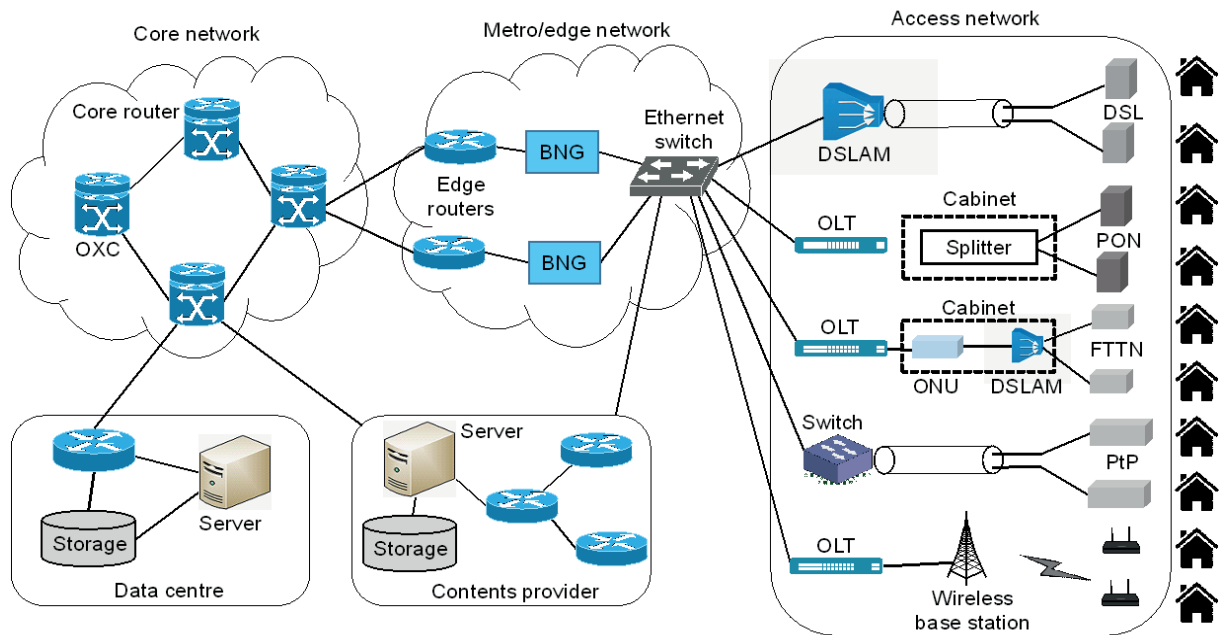 Core network
Metro/edge network
Access network
Core router
OXC
Edge
routers
BNG
BNG
Ethernet
switch
DSLAM
DSL
OLT
Cabinet
Splitter
PON
OLT
Cabinet
ONU
DSLAM
FTTN
Switch
PtP
OLT
Wireless
base station
Server
Storage
Data centre
Server
Storage
Contents provider